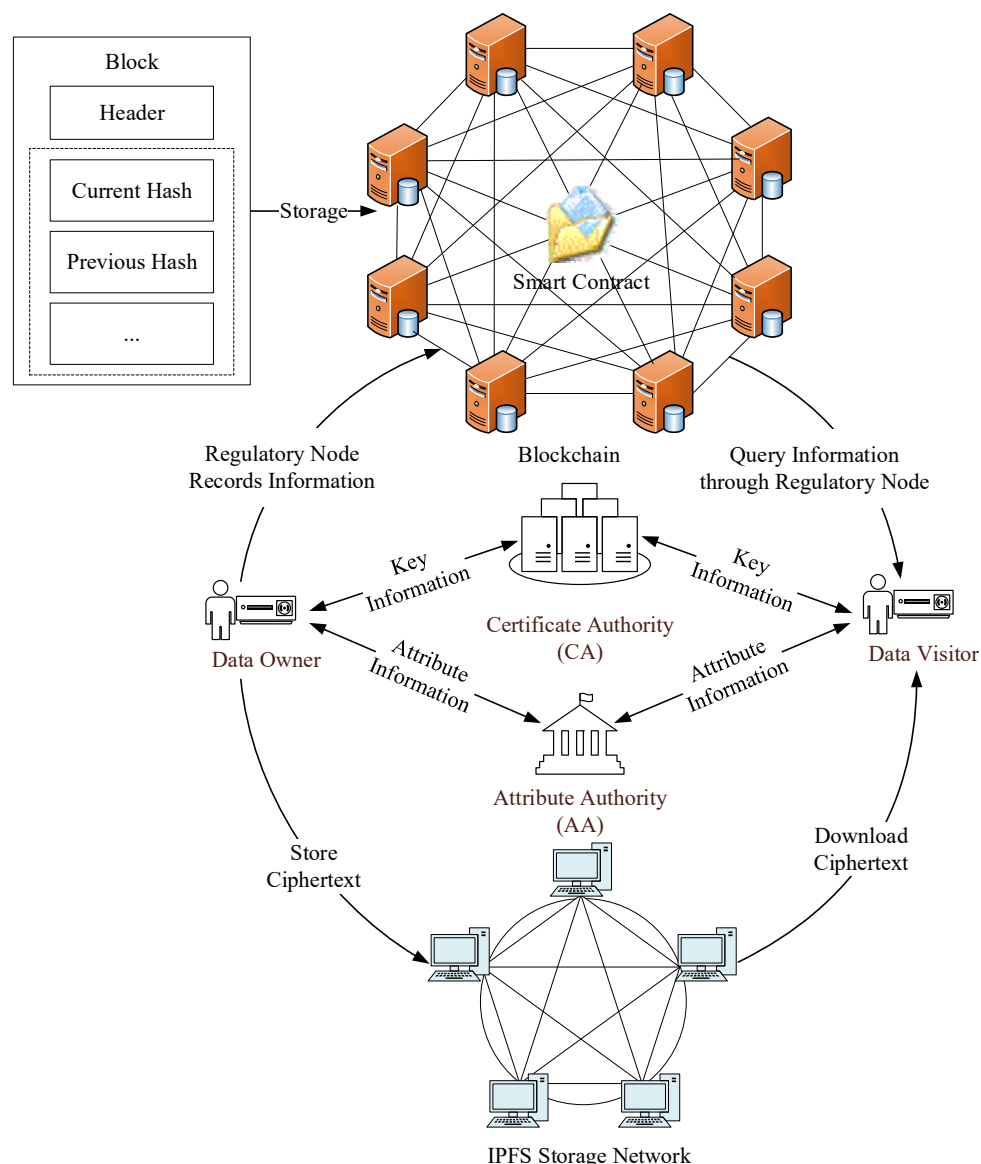 Block
Header
Current Hash
Previous Hash
...
Storage
Smart Contract
Blockchain
Regulatory Node
Records Information
Query Information
through Regulatory Node
Key
Information
Key
Information
Certificate Authority
(CA)
Data Owner
Data Visitor
Attribute
Information
Attribute
Information
Attribute Authority
(AA)
Store
Ciphertext
Download
Ciphertext
IPFS Storage Network